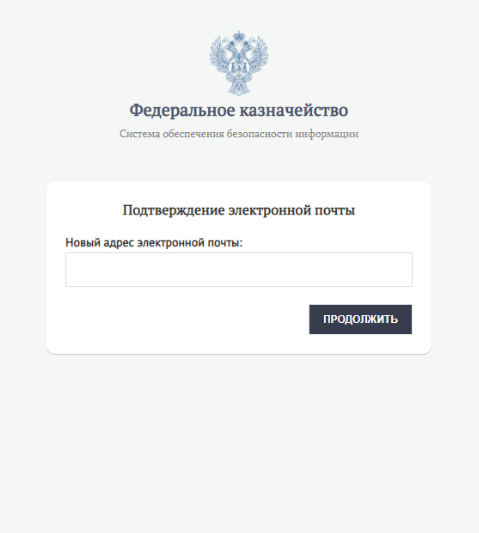 Федеральное казначейство
Система обеспечения безопасности информации
Подтверждение электронной почты
Новый адрес электронной почты:
ПРОДОЛЖИТЬ